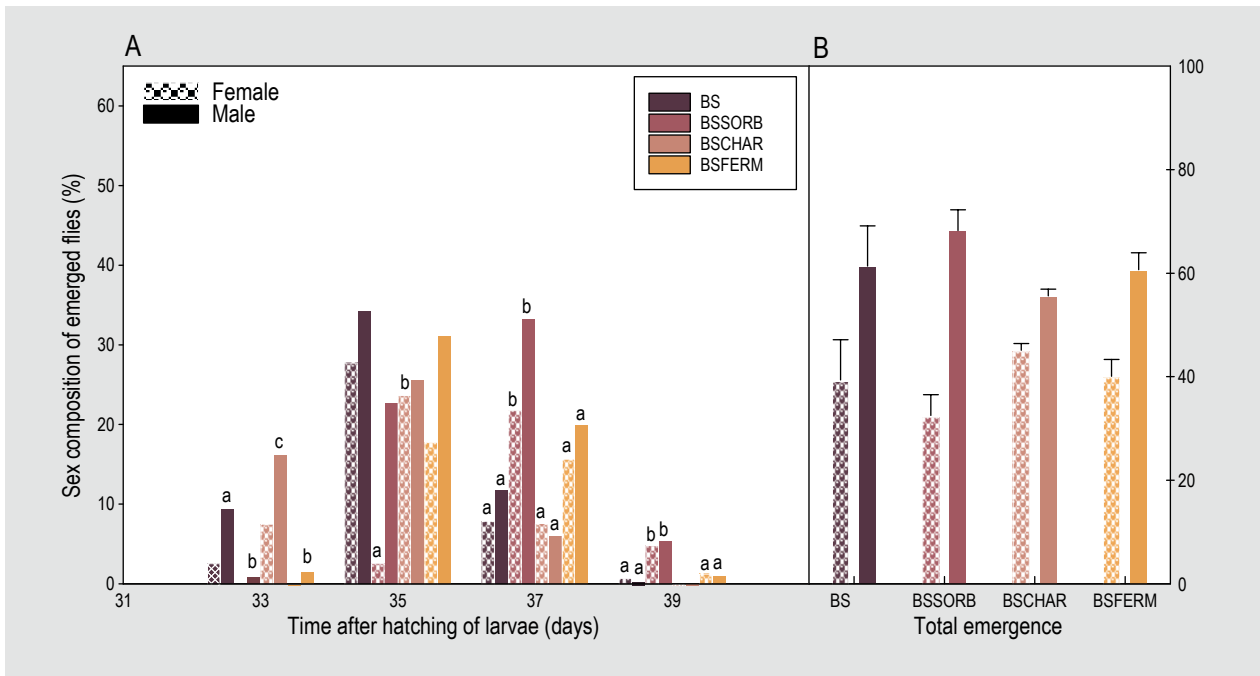 A
B
Female
Male
BS
BSSORB
BSCHAR
BSFERM
Sex composition of emerged flies (%)
60
50
40
30
20
10
0
a
b
c
b
a
b
a
a
b
b
a
a
a
a
a
a
b
b
a
a
31
33
35
37
39
Time after hatching of larvae (days)
100
80
60
40
20
0
BS
BSSORB
BSCHAR
BSFERM
Total emergence